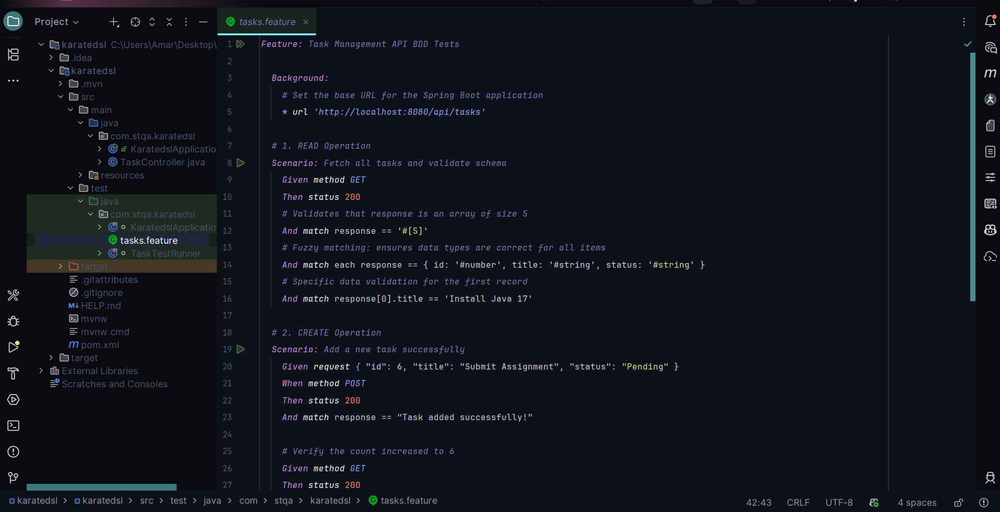 Project
tasks.feature
karatedsl C:\Users\Amar\Desktop\
.idea
karatedsl
.mvn
src
main
java
com.stqa.karatedsl
KaratedslApplicatio
TaskController.java
resources
test
java
com.stqa.karatedsl
KaratedslApplicatio
tasks.feature
TaskTestRunner
target
.gitattributes
.gitignore
M↓ HELP.md
mvnw
mvnw.cmd
m pom.xml
target
External Libraries
Scratches and Consoles
1 Feature: Task Management API BDD Tests
2
3 Background:
4 # Set the base URL for the Spring Boot application
5 * url 'http://localhost:8080/api/tasks'
6
7 # 1. READ Operation
8 Scenario: Fetch all tasks and validate schema
9 Given method GET
10 Then status 200
11 # Validates that response is an array of size 5
12 And match response == '#[5]'
13 # Fuzzy matching: ensures data types are correct for all items
14 And match each response == { id: '#number', title: '#string', status: '#string' }
15 # Specific data validation for the first record
16 And match response[0].title == 'Install Java 17'
17
18 # 2. CREATE Operation
19 Scenario: Add a new task successfully
20 Given request { "id": 6, "title": "Submit Assignment", "status": "Pending" }
21 When method POST
22 Then status 200
23 And match response == "Task added successfully!"
24
25 # Verify the count increased to 6
26 Given method GET
27 Then status 200
m
karatedsl > karatedsl > src > test > java > com > stqa > karatedsl > tasks.feature
42:43 CRLF UTF-8 4 spaces